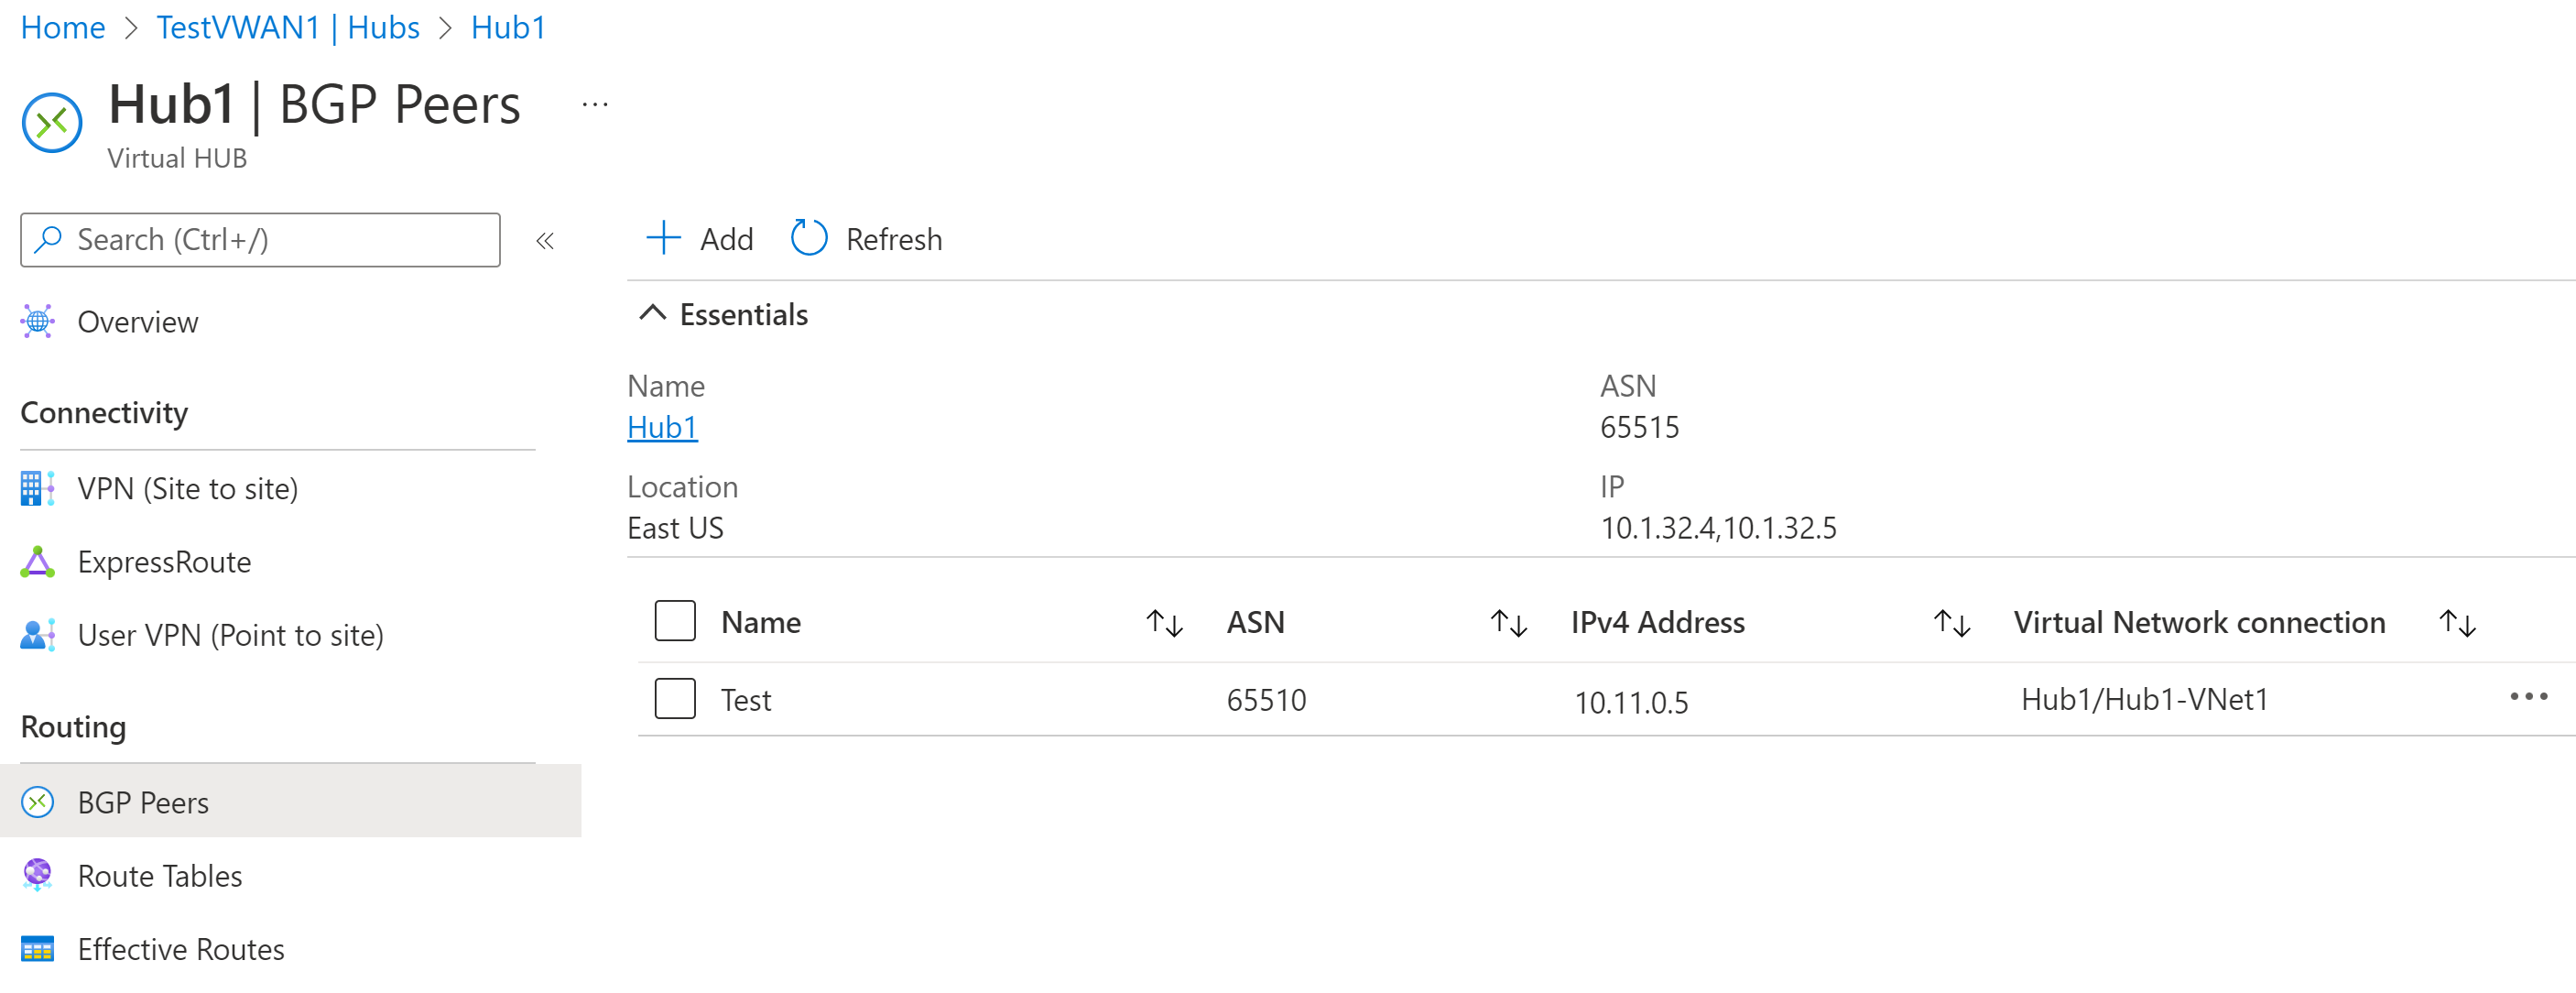 Home > TestVWAN1 | Hubs > Hub1
Hub1 | BGP Peers ...
Virtual HUB
Search (Ctrl+/) «
Overview
Connectivity
VPN (Site to site)
ExpressRoute
User VPN (Point to site)
Routing
BGP Peers
Route Tables
Effective Routes
Add Refresh
Essentials
Name
Hub1
Location
East US
ASN
65515
IP
10.1.32.4,10.1.32.5
Name ASN IPv4 Address Virtual Network connection
Test 65510 10.11.0.5 Hub1/Hub1-VNet1 ...